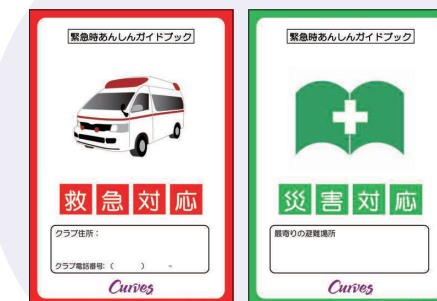 緊急時あんしんガイドブック
救急対応
クラブ住所：
クラブ電話番号：（　　　）　　-
Curves
緊急時あんしんガイドブック
災害対応
最寄りの避難場所
Curves